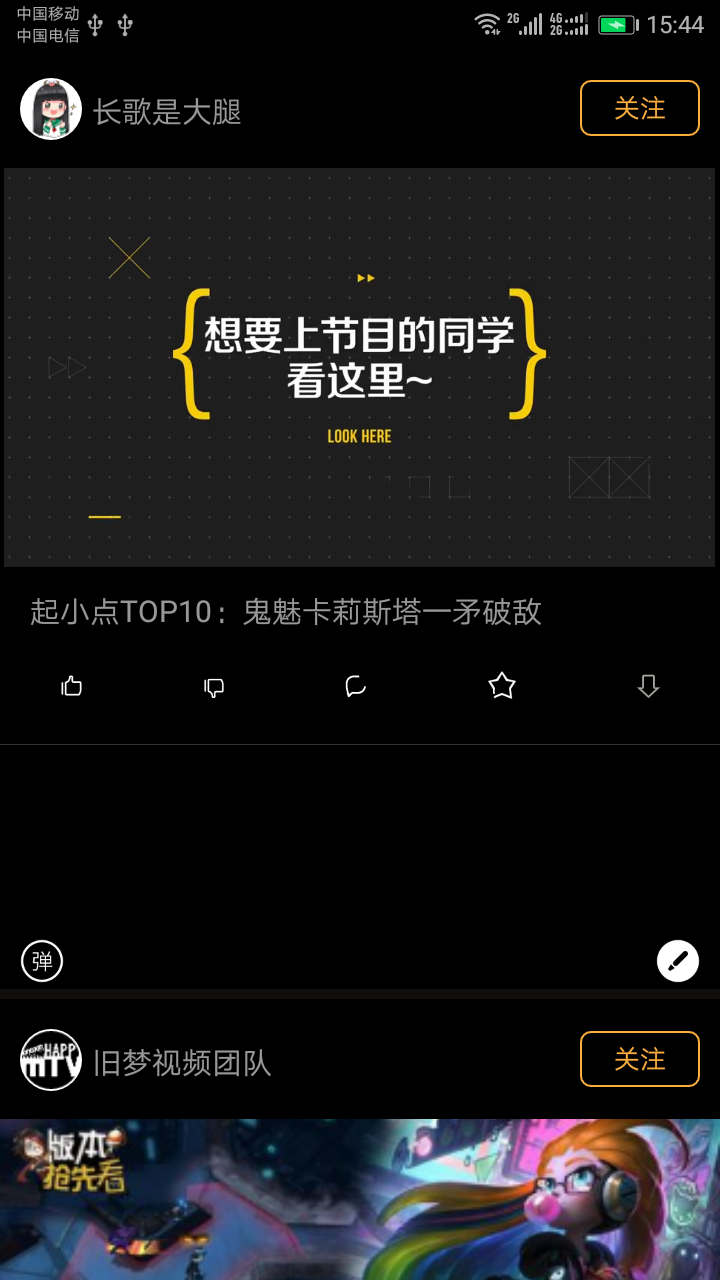 中国移动
中国电信
2G
4G
2G
15:44
长歌是大腿
关注
想要上节目的同学
看这里~
LOOK HERE
起小点TOP10：鬼魅卡莉斯塔一矛破敌
弹
HAPP
mTV
旧梦视频团队
关注
版本
抢先看